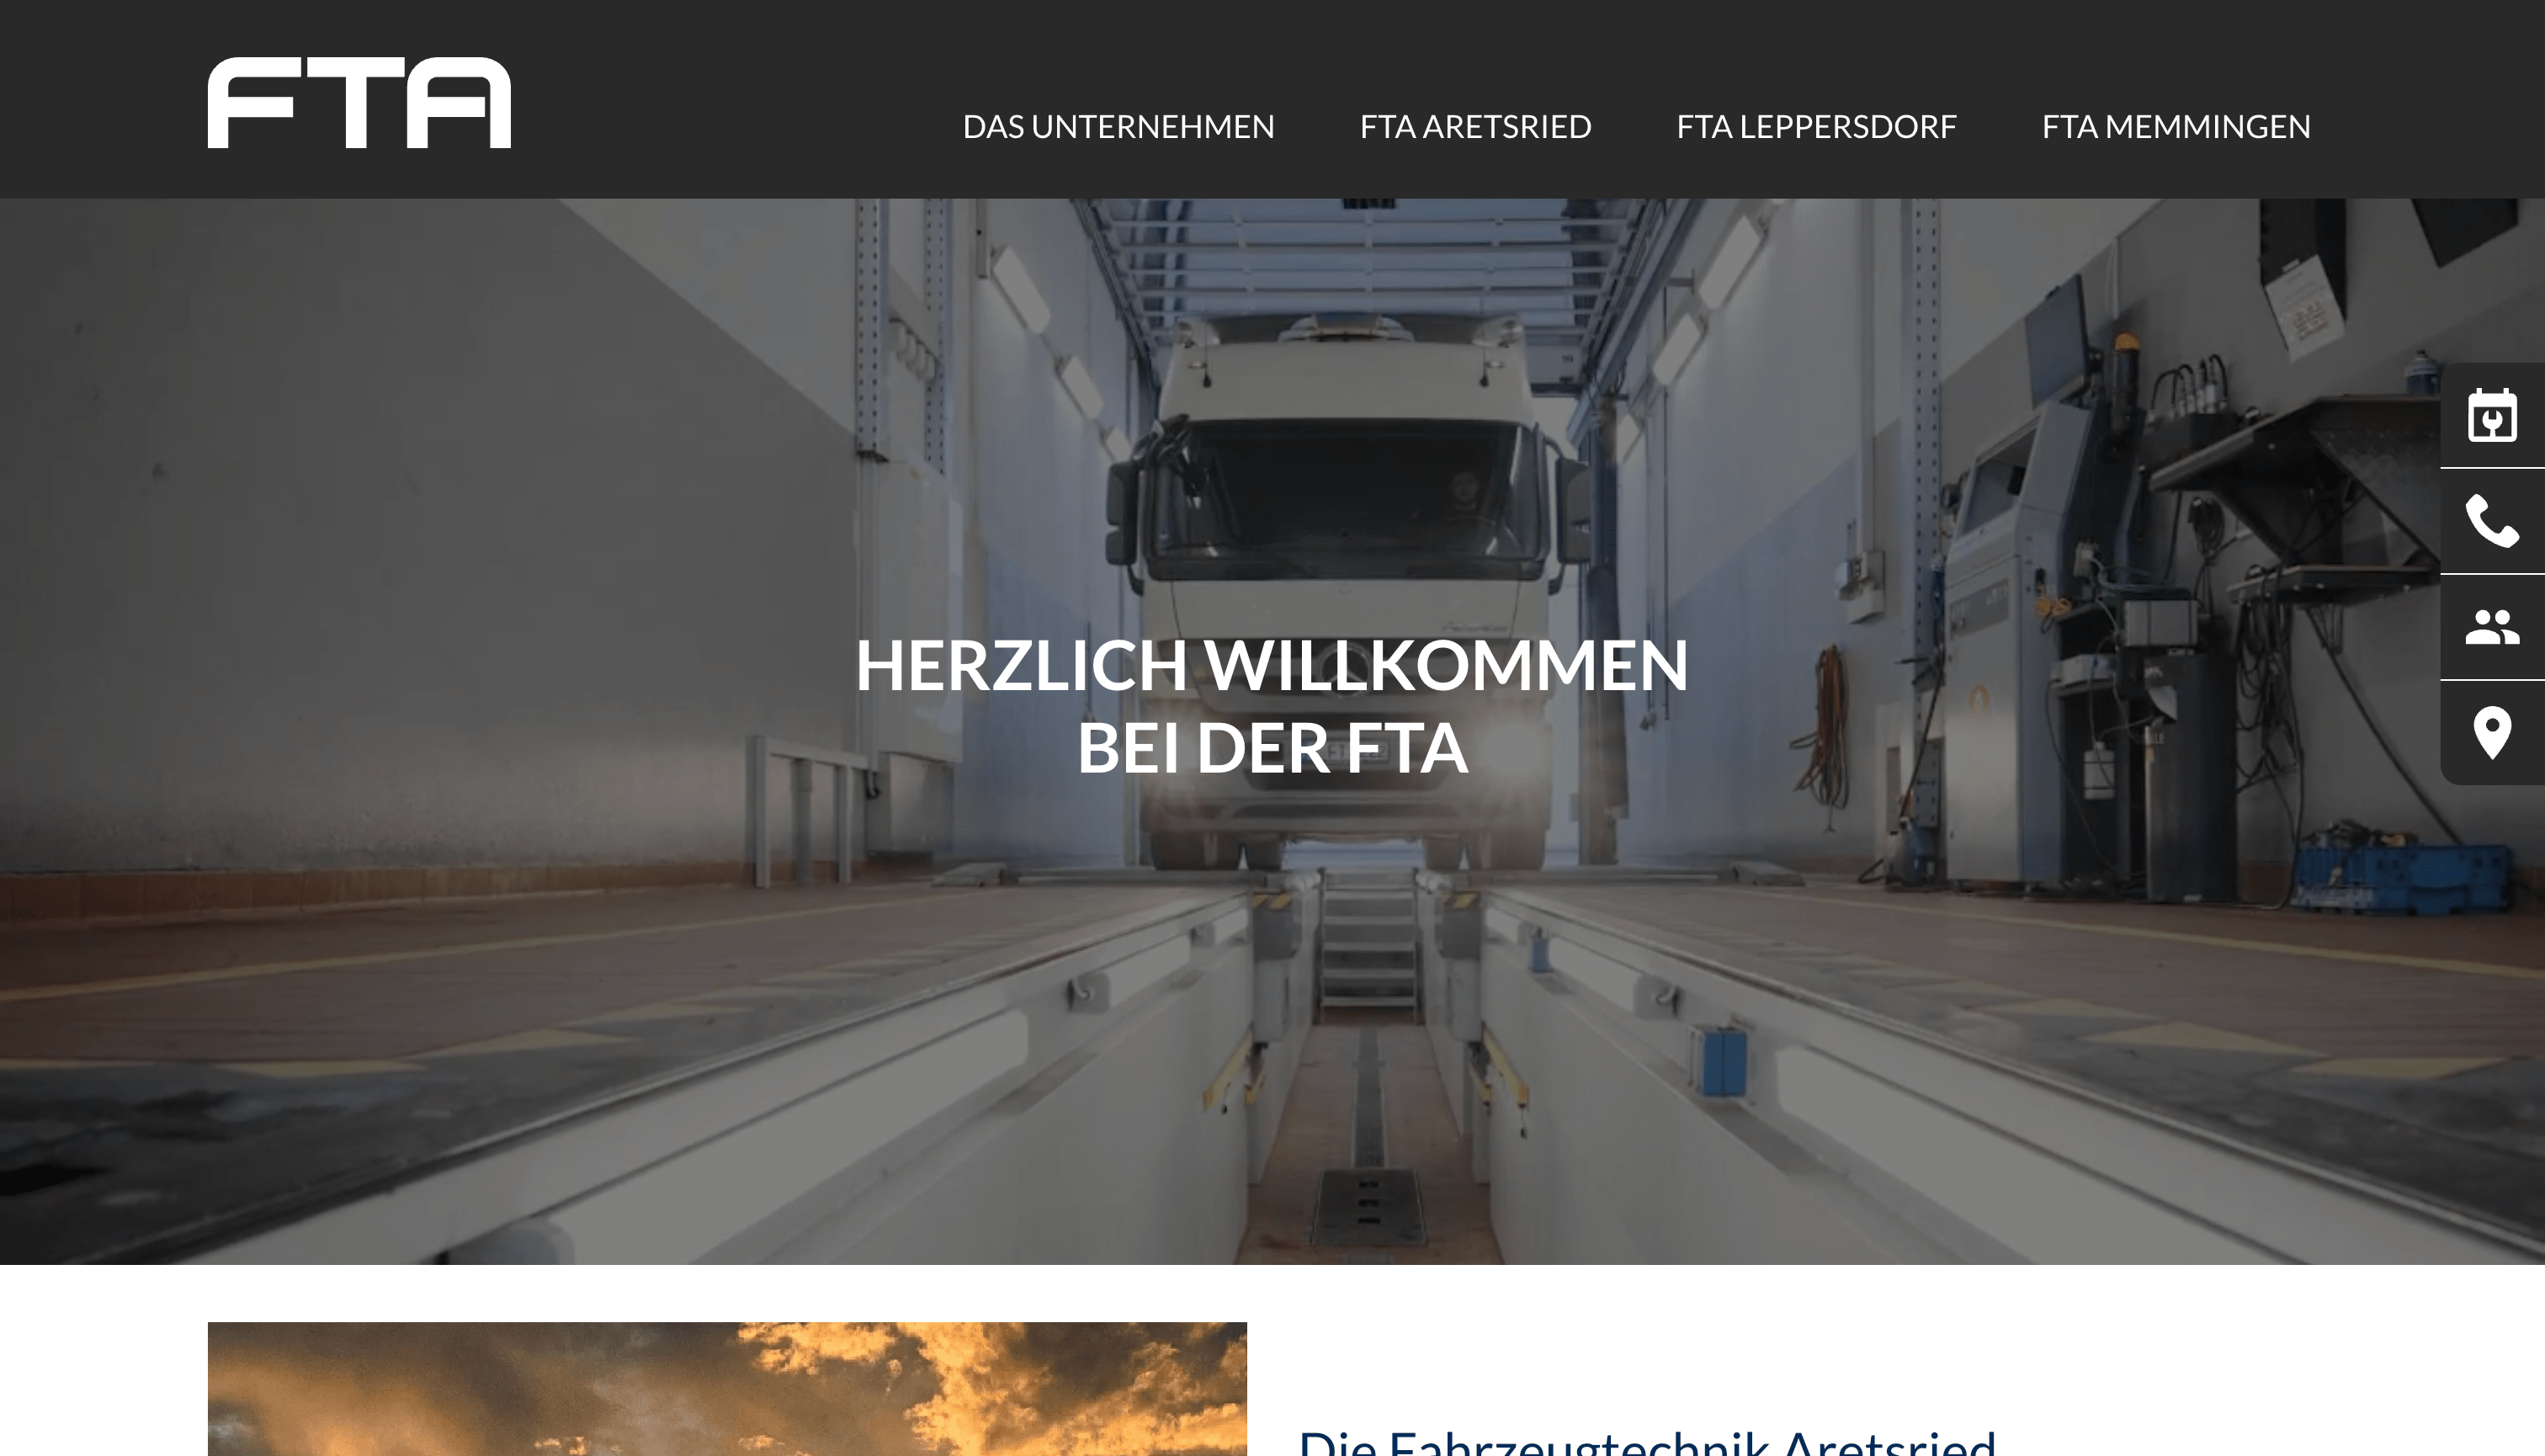 FTA
DAS UNTERNEHMEN
FTA ARETSRIED
FTA LEPPERSDORF
FTA MEMMINGEN
HERZLICH WILLKOMMEN
BEI DER FTA
Die Fahrzeugtechnik Aretsried